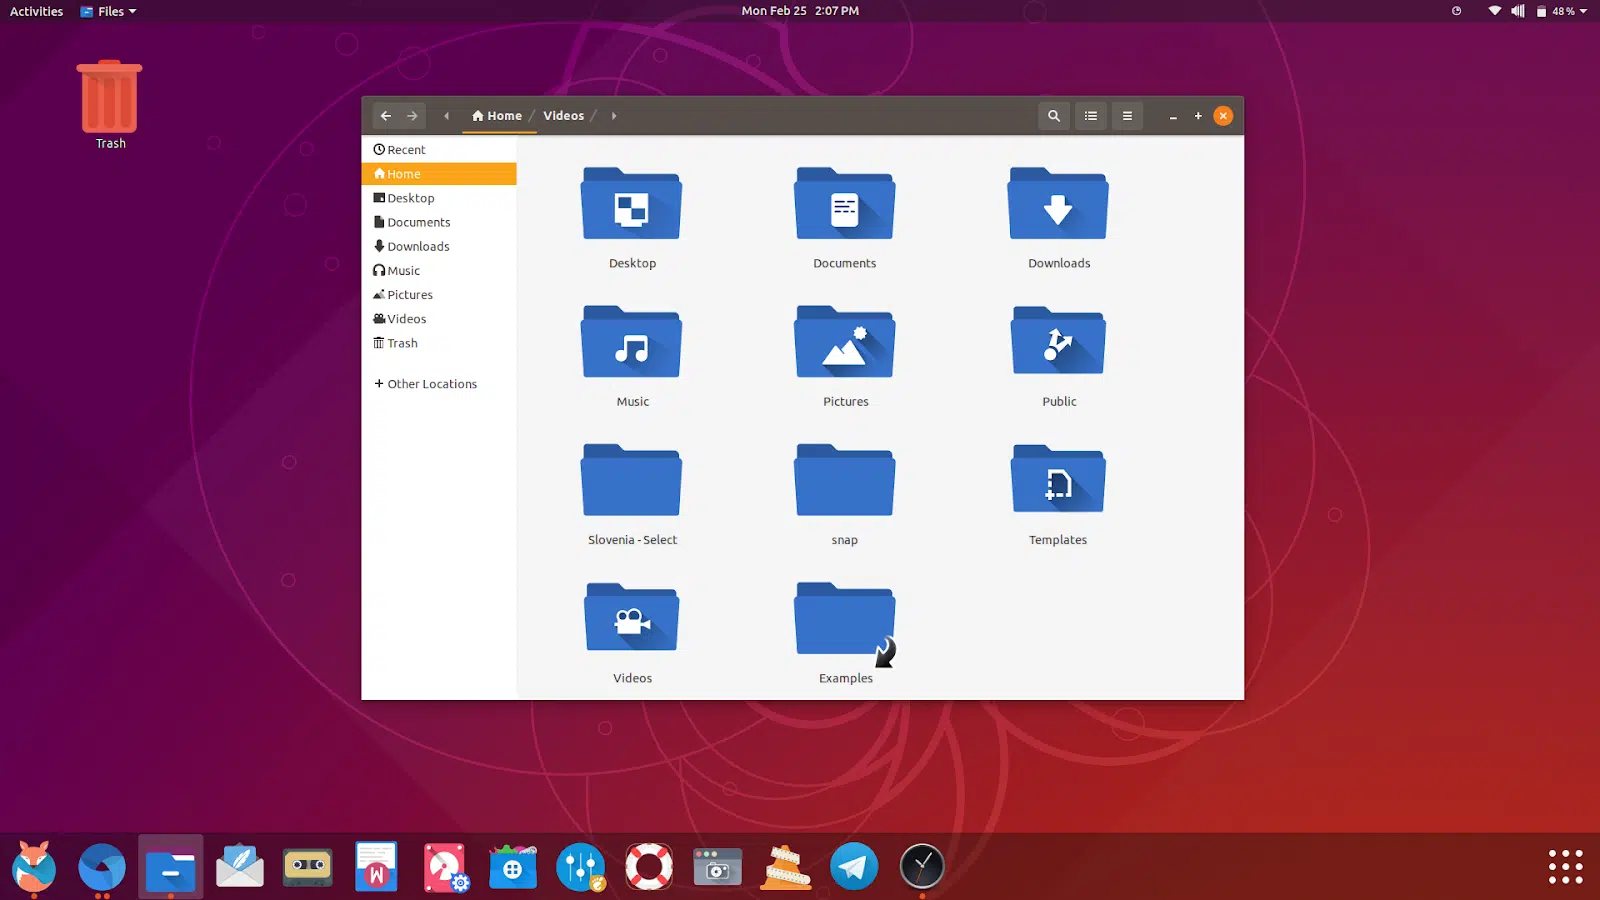 Activities Files Mon Feb 25 2:07 PM 48 %
Trash
Home / Videos /
Recent
Home
Desktop
Documents
Downloads
Music
Pictures
Videos
Trash
+ Other Locations
Desktop Documents Downloads
Music Pictures Public
Slovenia - Select snap Templates
Videos Examples
W